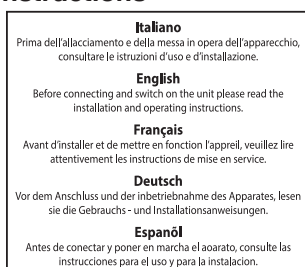 Instructions
Italiano
Prima dell'allacciamento e della messa in opera dell'apparecchio,
consultare le istruzioni d'uso e d'installazione.
English
Before connecting and switch on the unit please read the
installation and operating instructions.
Français
Avant d'installer et de mettre en fonction l'appreil, veuillez lire
attentivement les instructions de mise en service.
Deutsch
Vor dem Anschluss und der inbetriebnahme des Apparates, lesen
sie die Gebrauchs - und Installationsanweisungen.
Espanõl
Antes de conectar y poner en marcha el aoarato, consulte las
instrucciones para el uso y para la instalacion.